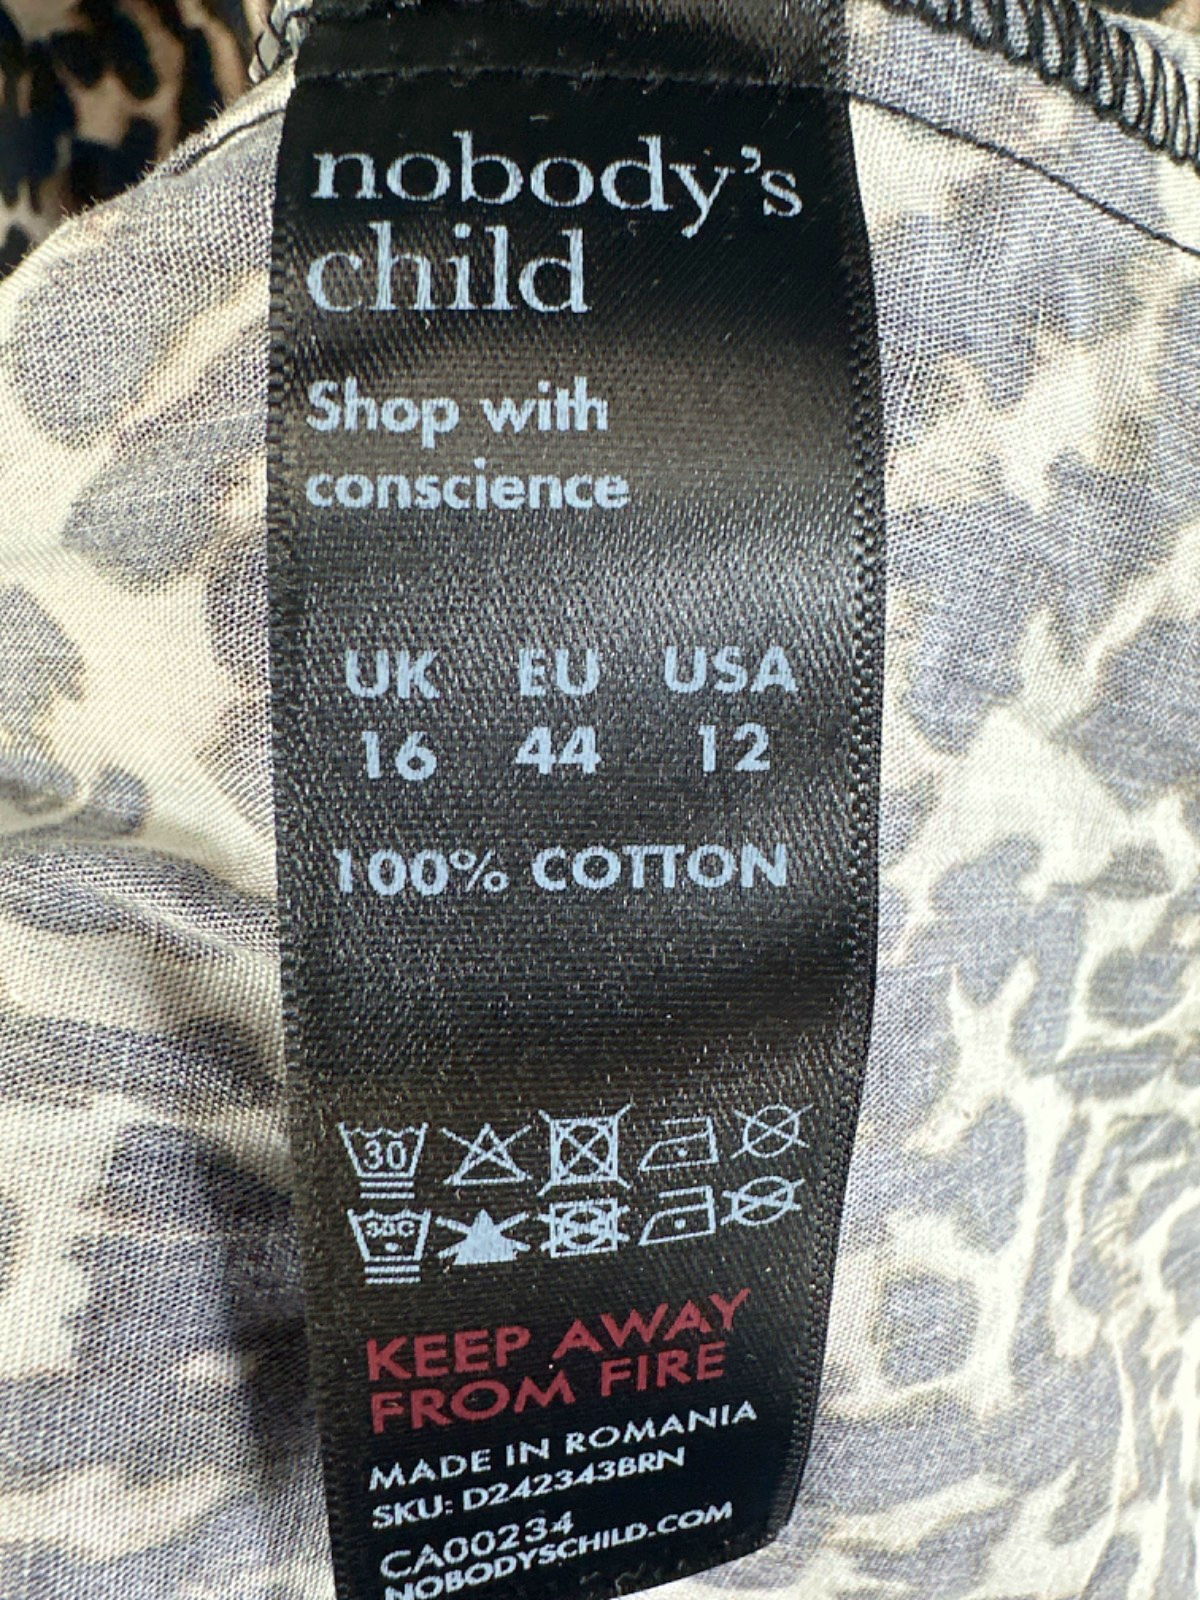 nobody's
child
Shop with
conscience
UK EU USA
16 44 12
100% COTTON
30
30C
KEEP AWAY
FROM FIRE
MADE IN ROMANIA
SKU: D242343BRN
CA00234
NOBODYSCHILD.COM